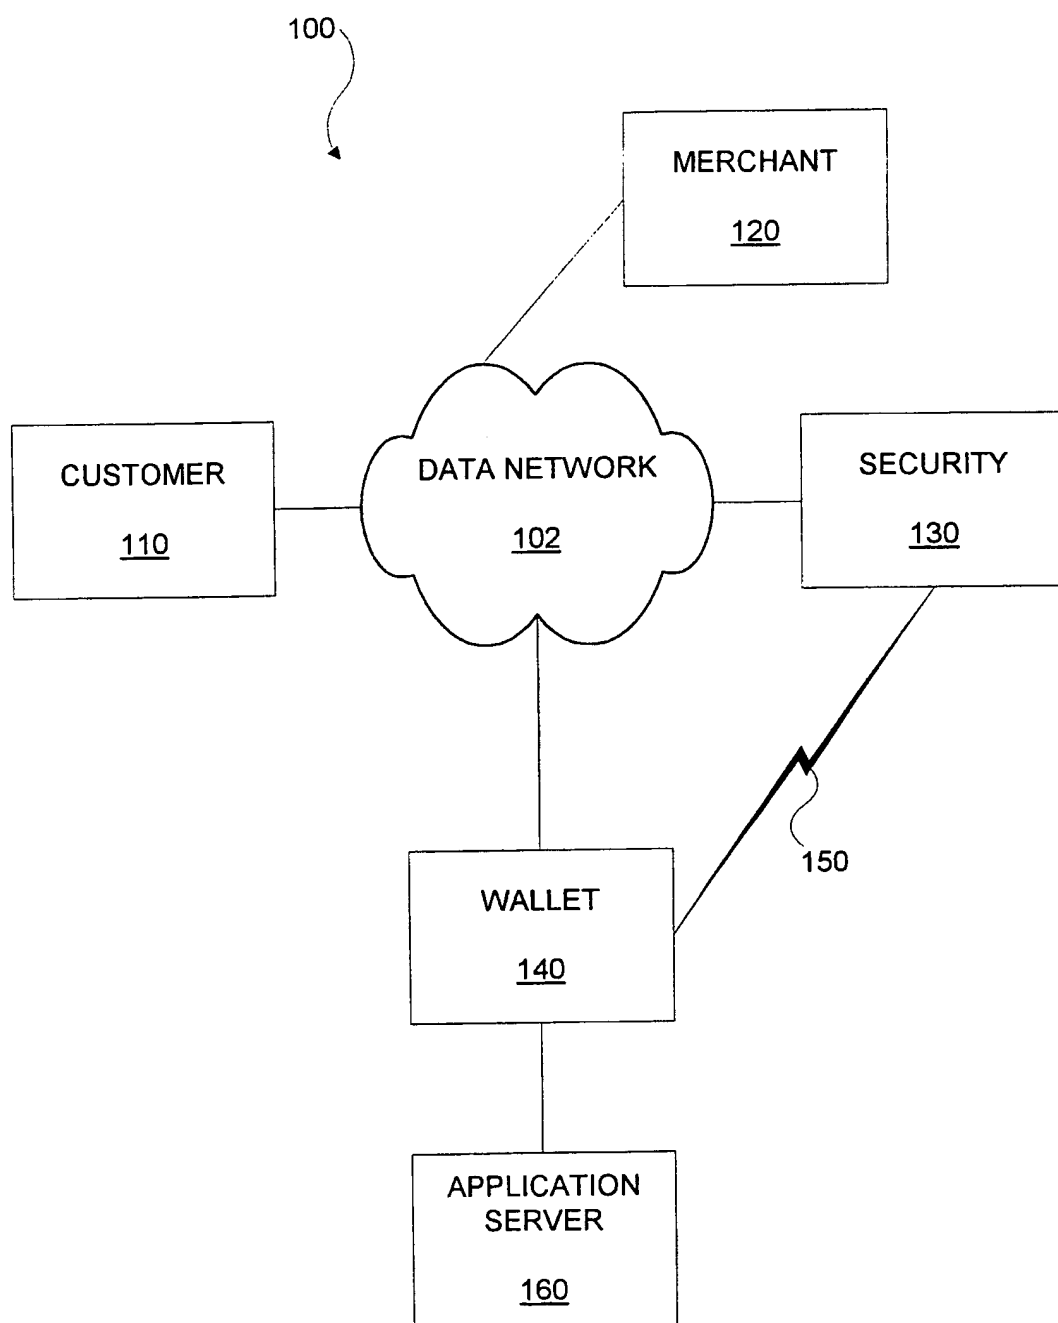 100
MERCHANT
120
CUSTOMER
110
DATA NETWORK
102
SECURITY
130
150
WALLET
140
APPLICATION
SERVER
160